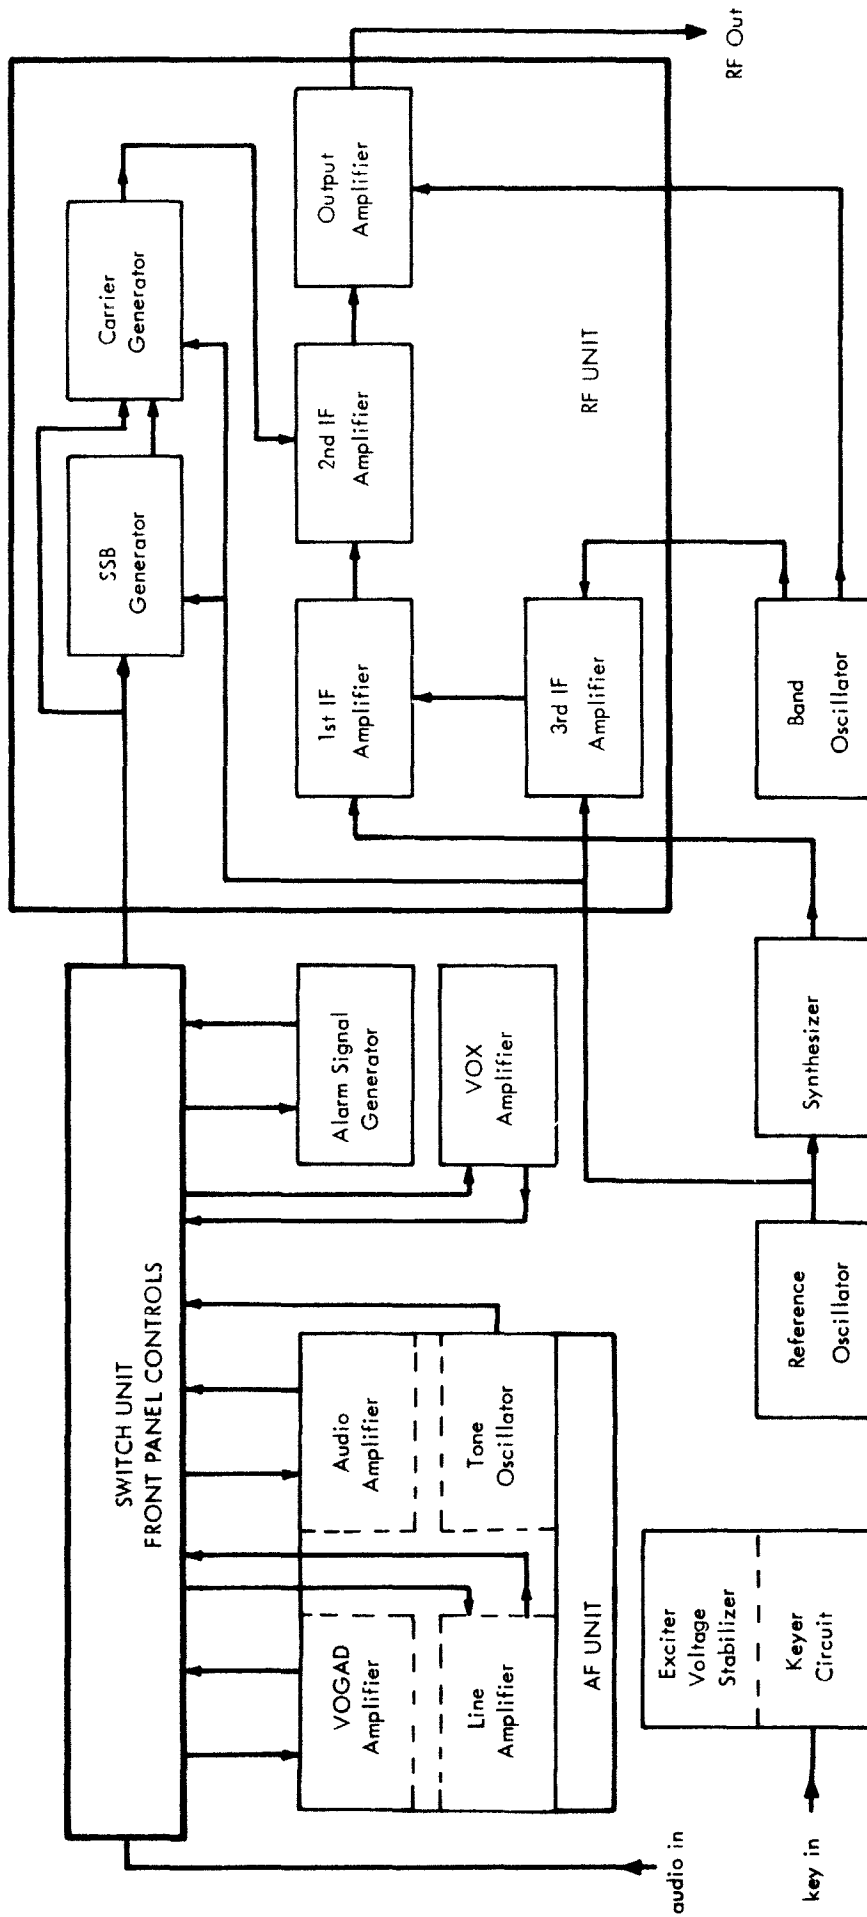 SWITCH UNIT
FRONT PANEL CONTROLS
SSB
Generator
Carrier
Generator
VOGAD
Amplifier
Audio
Amplifier
Alarm Signal
Generator
1st IF
Amplifier
2nd IF
Amplifier
Output
Amplifier
Line
Amplifier
Tone
Oscillator
VOX
Amplifier
3rd IF
Amplifier
RF UNIT
AF UNIT
audio in
RF Out
Exciter
Voltage
Stabilizer
Keyer
Circuit
key in
Reference
Oscillator
Synthesizer
Band
Oscillator